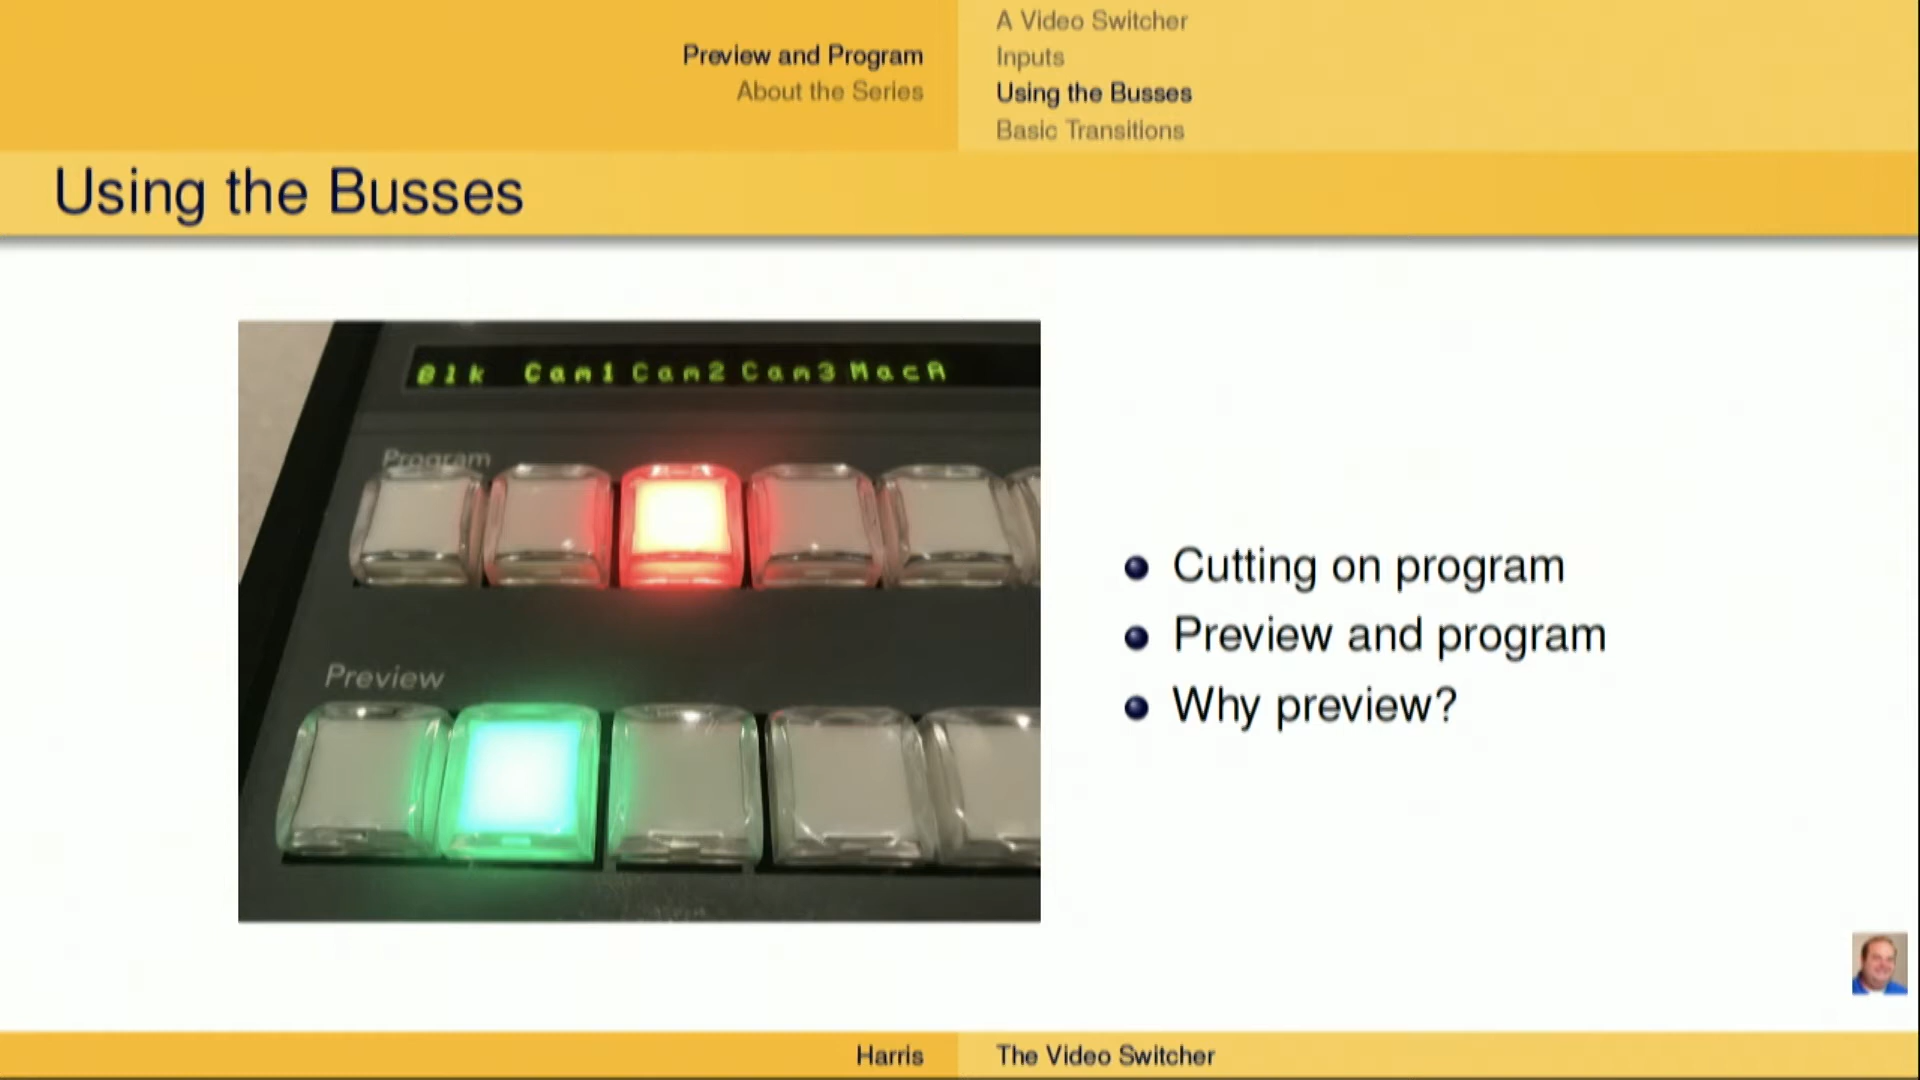 Preview and Program
About the Series
A Video Switcher
Inputs
Using the Busses
Basic Transitions
Using the Busses
Blk Cam1 Cam2 Cam3 MacA
Program
Preview
Cutting on program
Preview and program
Why preview?
Harris
The Video Switcher